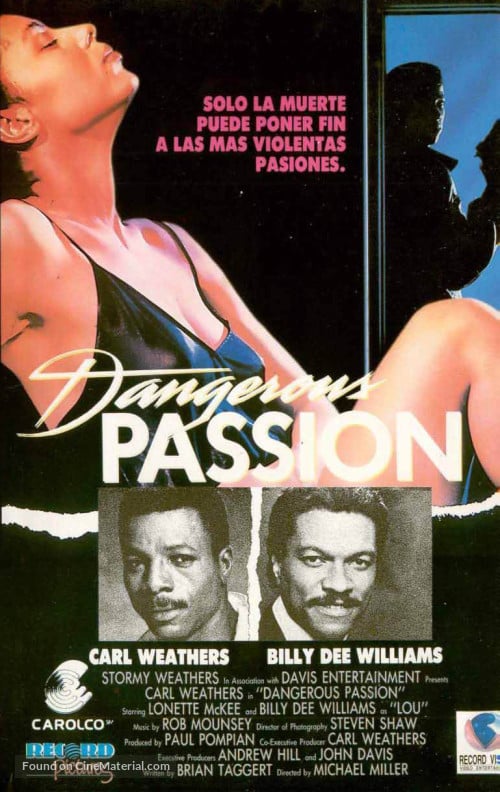 SOLO LA MUERTE
PUEDE PONER FIN
A LAS MAS VIOLENTAS
PASIONES.
Dangerous
PASSION
CARL WEATHERS BILLY DEE WILLIAMS
STORMY WEATHERS In Association with DAVIS ENTERTAINMENT Presents
CARL WEATHERS in "DANGEROUS PASSION"
Starring LONETTE McKEE and BILLY DEE WILLIAMS as "LOU"
Music by ROB MOUNSEY Director of Photography STEVEN SHAW
Produced by PAUL POMPIAN Co-Executive Producer CARL WEATHERS
Executive Producers ANDREW HILL and JOHN DAVIS
Written by BRIAN TAGGERT Directed by MICHAEL MILLER
CAROLCO
RECORD
Pictures
RECORD VIS
VIDEO ENTERTAIN
Found on CineMaterial.com